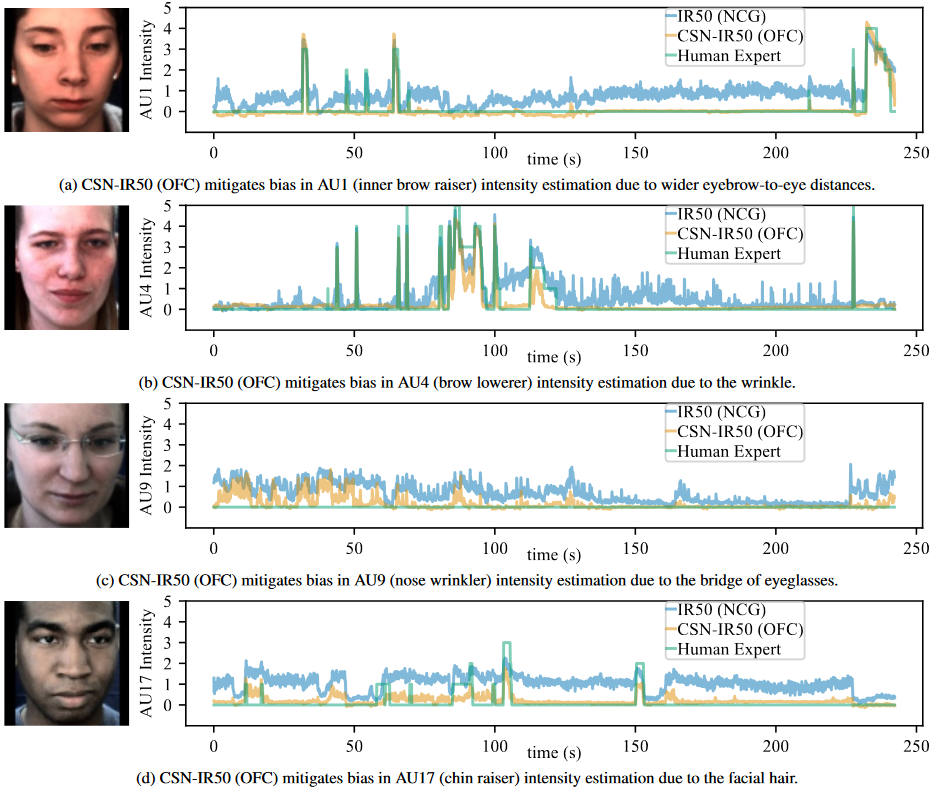 5
4
3
2
1
0
AU1 Intensity
IR50 (NCG)
CSN-IR50 (OFC)
Human Expert
0 50 100 150 200 250
time (s)
(a) CSN-IR50 (OFC) mitigates bias in AU1 (inner brow raiser) intensity estimation due to wider eyebrow-to-eye distances.
5
4
3
2
1
0
AU4 Intensity
IR50 (NCG)
CSN-IR50 (OFC)
Human Expert
0 50 100 150 200 250
time (s)
(b) CSN-IR50 (OFC) mitigates bias in AU4 (brow lowerer) intensity estimation due to the wrinkle.
5
4
3
2
1
0
AU9 Intensity
IR50 (NCG)
CSN-IR50 (OFC)
Human Expert
0 50 100 150 200 250
time (s)
(c) CSN-IR50 (OFC) mitigates bias in AU9 (nose wrinkler) intensity estimation due to the bridge of eyeglasses.
5
4
3
2
1
0
AU17 Intensity
IR50 (NCG)
CSN-IR50 (OFC)
Human Expert
0 50 100 150 200 250
time (s)
(d) CSN-IR50 (OFC) mitigates bias in AU17 (chin raiser) intensity estimation due to the facial hair.